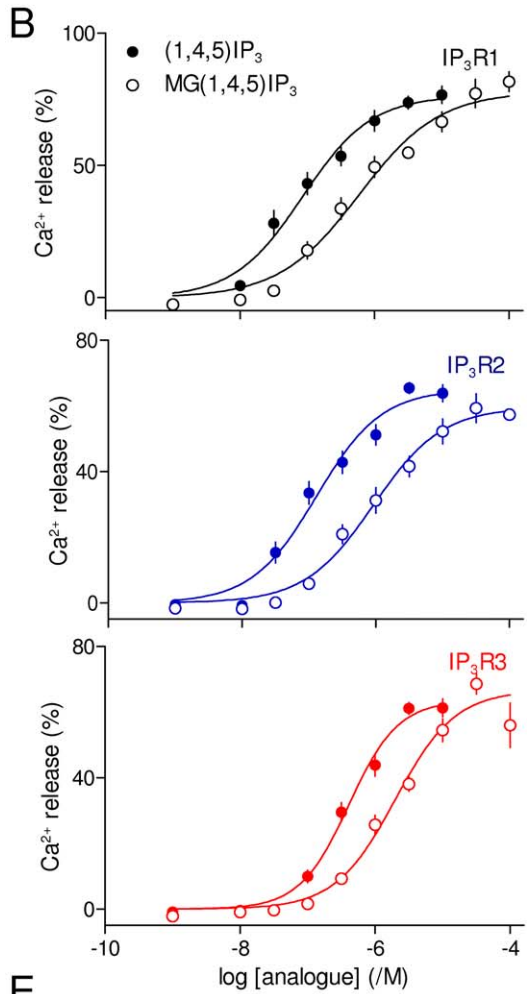 B
100
(1,4,5)IP₃
IP₃R1
MG(1,4,5)IP₃
50
Ca²⁺ release (%)
0
80
IP₃R2
40
Ca²⁺ release (%)
0
80
IP₃R3
40
Ca²⁺ release (%)
0
-10
-8
-6
-4
log [analogue] (/M)